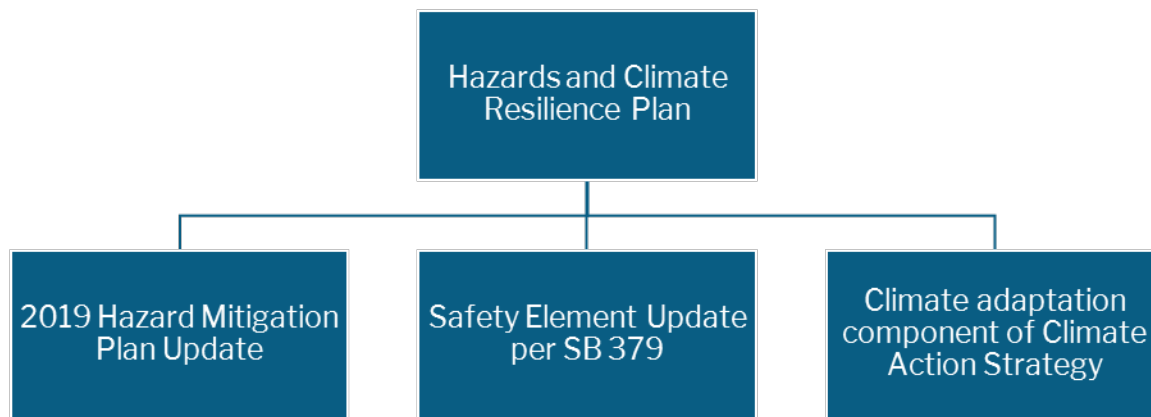 Hazards and Climate
Resilience Plan
2019 Hazard Mitigation
Plan Update
Safety Element Update
per SB 379
Climate adaptation
component of Climate
Action Strategy